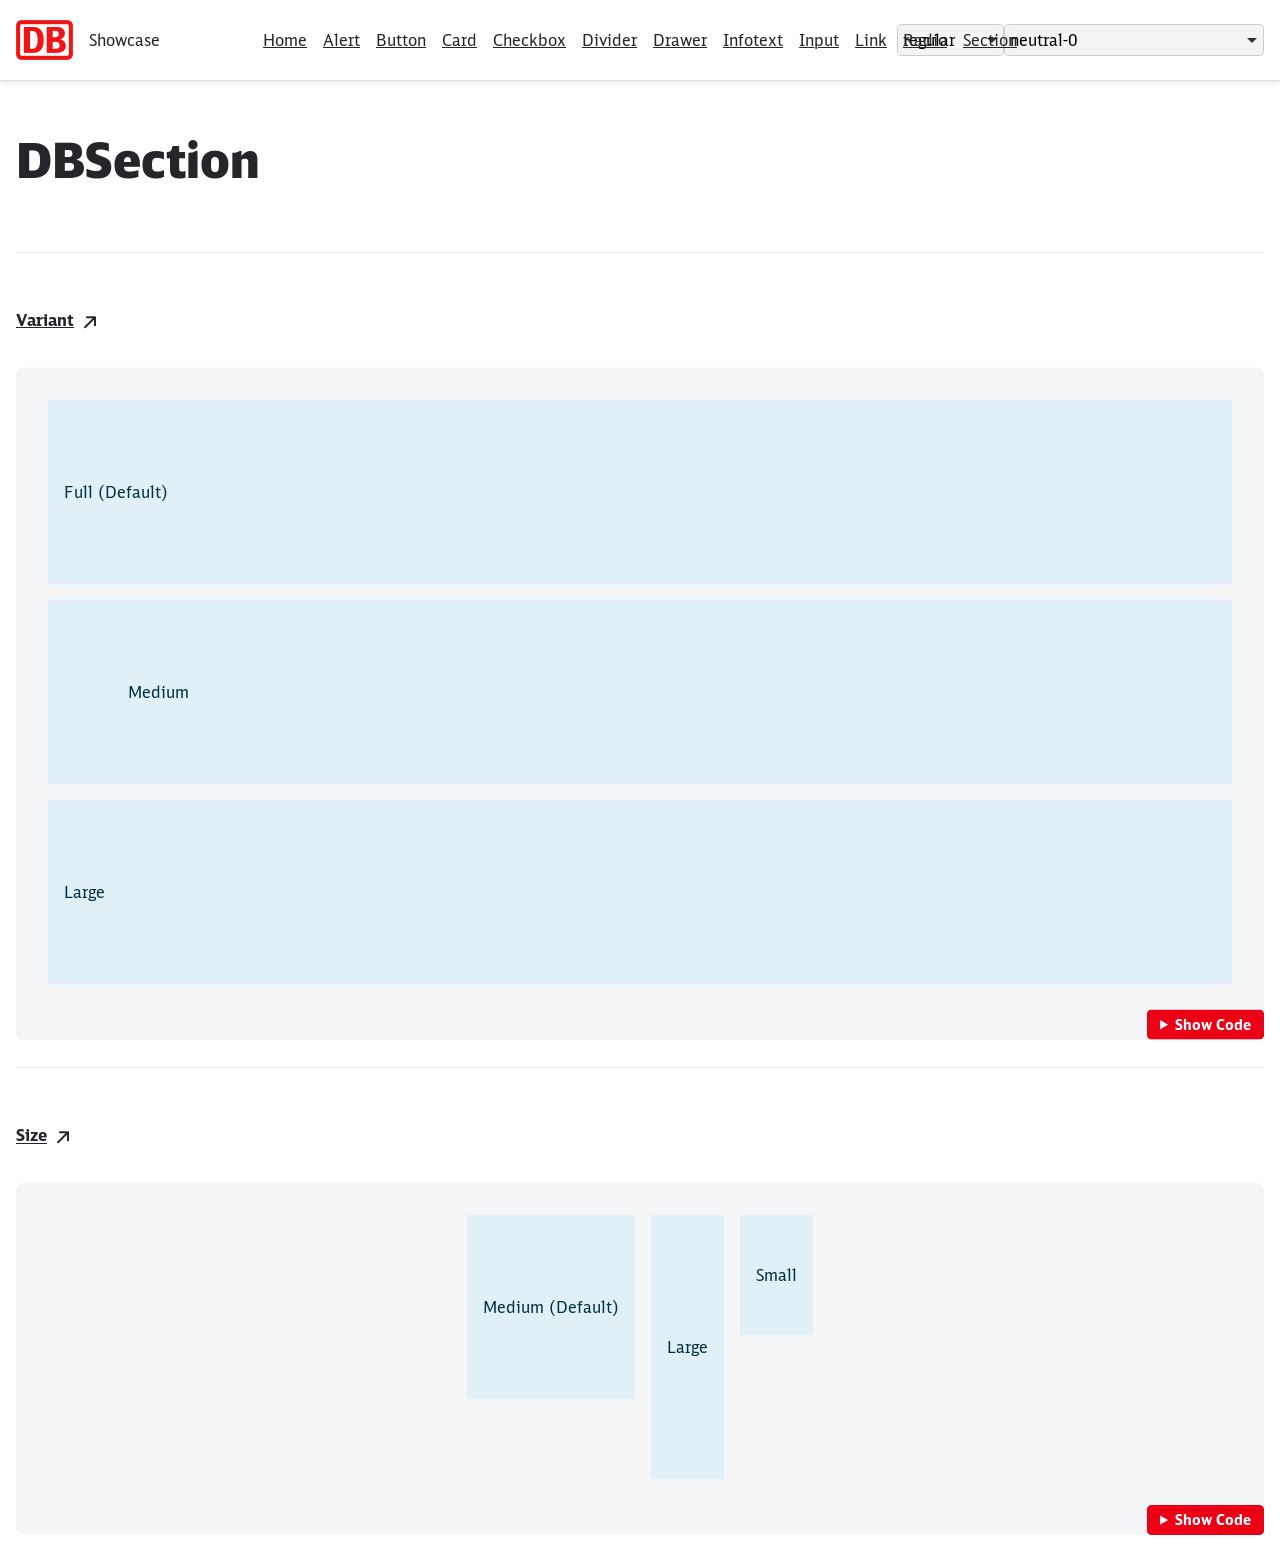 DB Showcase Home Alert Button Card Checkbox Divider Drawer Infotext Input Link Radio Section regular neutral-0
DBSection
Variant
Full (Default)
Medium
Large
Show Code
Size
Medium (Default)
Large
Small
Show Code